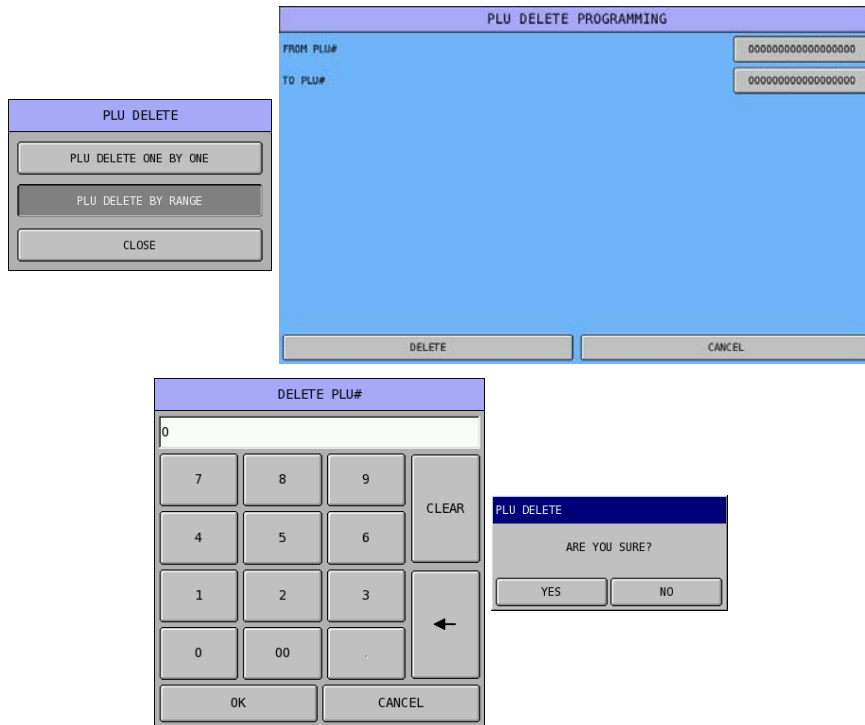 PLU DELETE PROGRAMMING
FROM PLU# 000000000000000000
TO PLU# 000000000000000000
DELETE CANCEL
PLU DELETE
PLU DELETE ONE BY ONE
PLU DELETE BY RANGE
CLOSE
DELETE PLU#
0
7 8 9 CLEAR
4 5 6
1 2 3
0 00 .
OK CANCEL
PLU DELETE
ARE YOU SURE?
YES NO